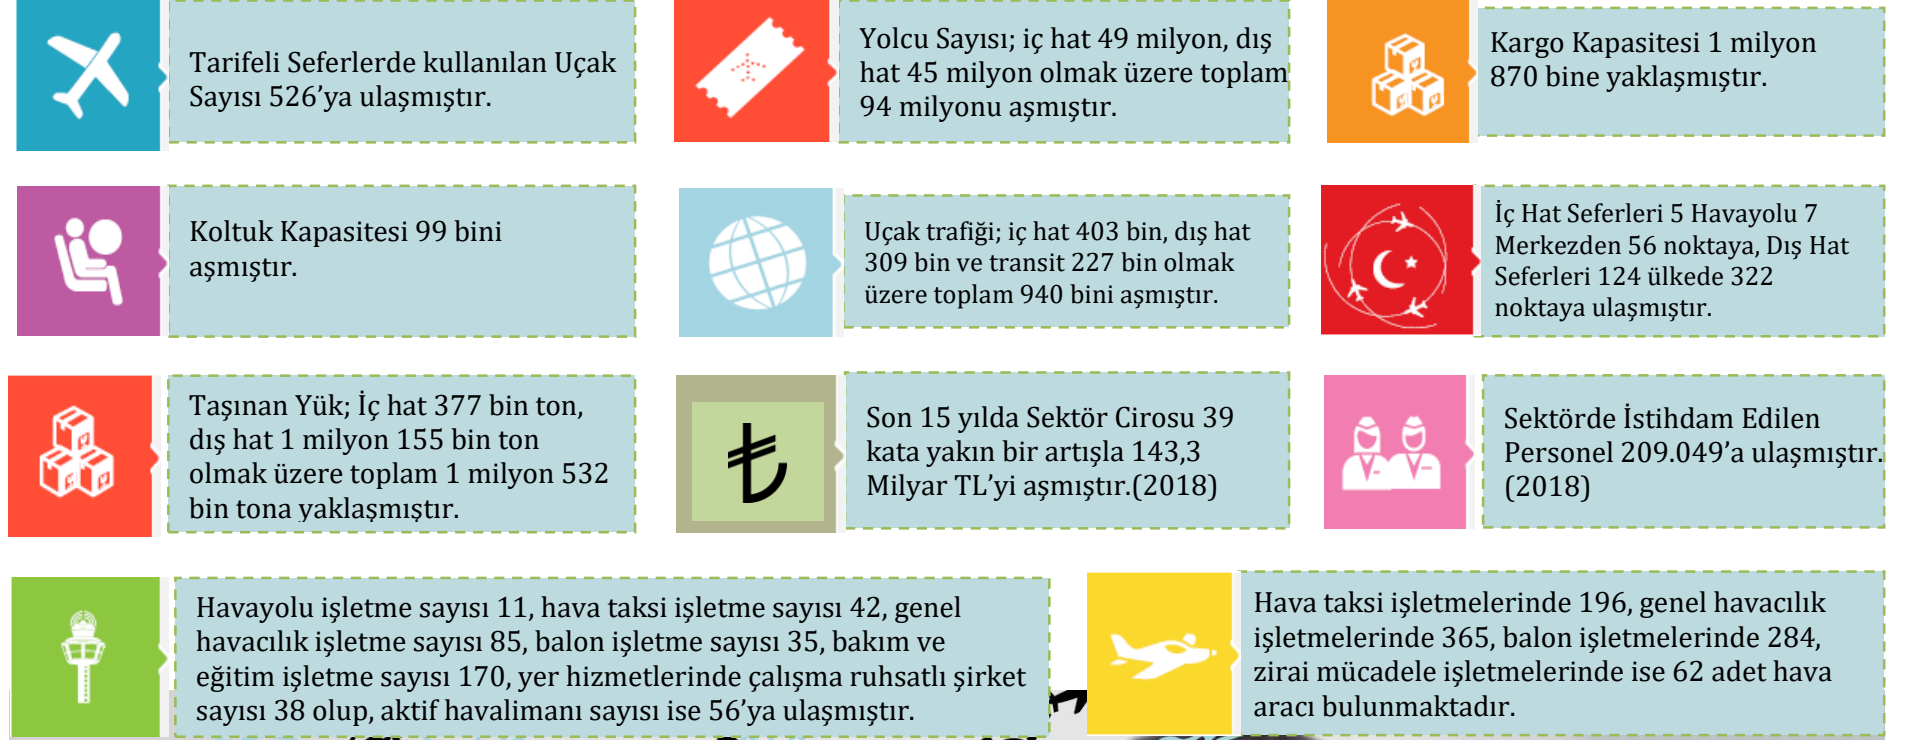 Tarifeli Seferlerde kullanılan Uçak
Sayısı 526’ya ulaşmıştır.
Yolcu Sayısı; iç hat 49 milyon, dış
hat 45 milyon olmak üzere toplam
94 milyonu aşmıştır.
Kargo Kapasitesi 1 milyon
870 bine yaklaşmıştır.
Koltuk Kapasitesi 99 bini
aşmıştır.
Uçak trafiği; iç hat 403 bin, dış hat
309 bin ve transit 227 bin olmak
üzere toplam 940 bini aşmıştır.
İç Hat Seferleri 5 Havayolu 7
Merkezden 56 noktaya, Dış Hat
Seferleri 124 ülkede 322
noktaya ulaşmıştır.
Taşınan Yük; İç hat 377 bin ton,
dış hat 1 milyon 155 bin ton
olmak üzere toplam 1 milyon 532
bin tona yaklaşmıştır.
₺
Son 15 yılda Sektör Cirosu 39
kata yakın bir artışla 143,3
Milyar TL’yi aşmıştır.(2018)
Sektörde İstihdam Edilen
Personel 209.049’a ulaşmıştır.
(2018)
Havayolu işletme sayısı 11, hava taksi işletme sayısı 42, genel
havacılık işletme sayısı 85, balon işletme sayısı 35, bakım ve
eğitim işletme sayısı 170, yer hizmetlerinde çalışma ruhsatlı şirket
sayısı 38 olup, aktif havalimanı sayısı ise 56’ya ulaşmıştır.
Hava taksi işletmelerinde 196, genel havacılık
işletmelerinde 365, balon işletmelerinde 284,
zirai mücadele işletmelerinde ise 62 adet hava
aracı bulunmaktadır.